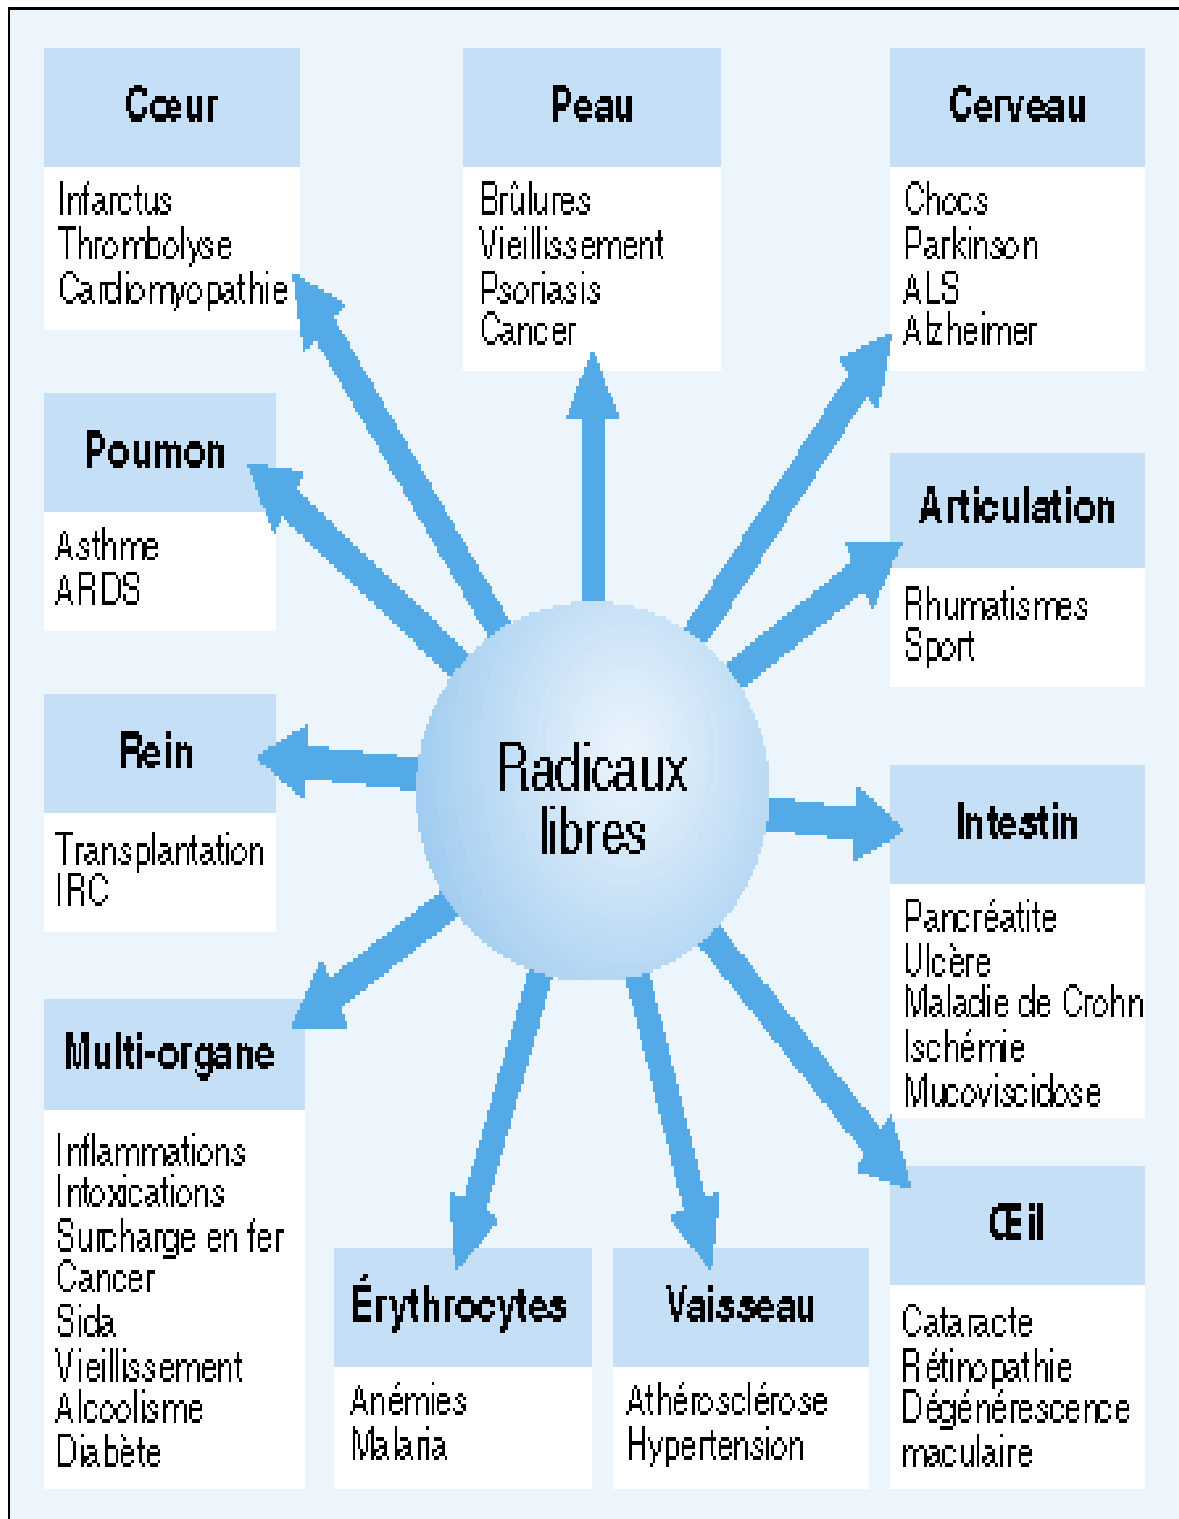 Cœur
Infarctus
Thrombolyse
Cardiomyopathie
Peau
Brûlures
Vieillissement
Psoriasis
Cancer
Cerveau
Chocs
Parkinson
ALS
Alzheimer
Poumon
Asthme
ARDS
Articulation
Rhumatismes
Sport
Rein
Transplantation
IRC
Radicaux
libres
Intestin
Pancréatite
Ulcère
Maladie de Crohn
Ischémie
Mucoviscidose
Multi-organe
Inflammations
Intoxications
Surcharge en fer
Cancer
Sida
Vieillissement
Alcoolisme
Diabète
Érythrocytes
Anémies
Malaria
Vaisseau
Athérosclérose
Hypertension
Œil
Cataracte
Rétinopathie
Dégénérescence
maculaire